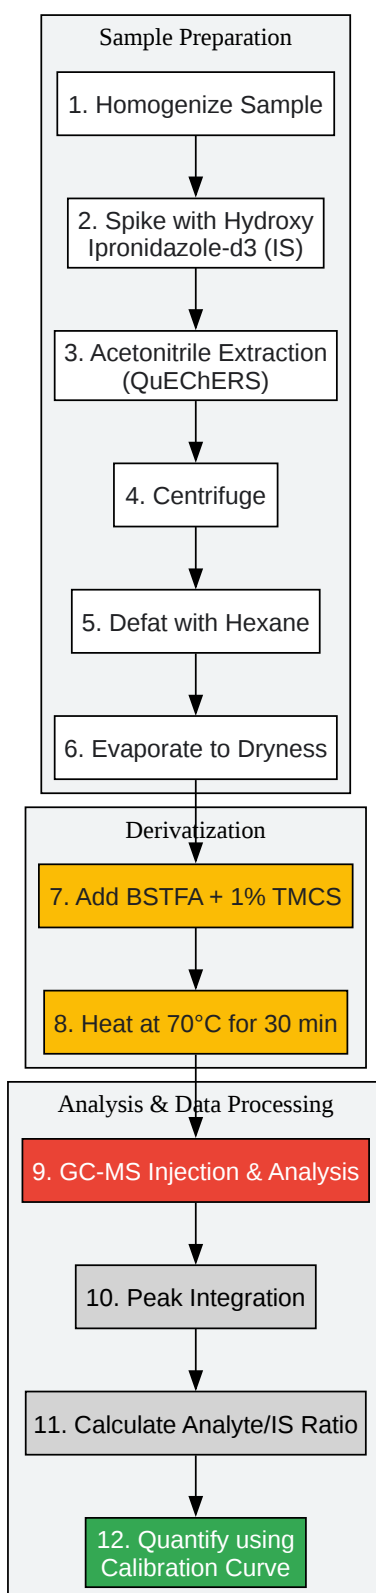 Sample Preparation
1. Homogenize Sample
2. Spike with Hydroxy
Ipronidazole-d3 (IS)
3. Acetonitrile Extraction
(QuEChERS)
4. Centrifuge
5. Defat with Hexane
6. Evaporate to Dryness
Derivatization
7. Add BSTFA + 1% TMCS
8. Heat at 70°C for 30 min
Analysis & Data Processing
9. GC-MS Injection & Analysis
10. Peak Integration
11. Calculate Analyte/IS Ratio
12. Quantify using
Calibration Curve